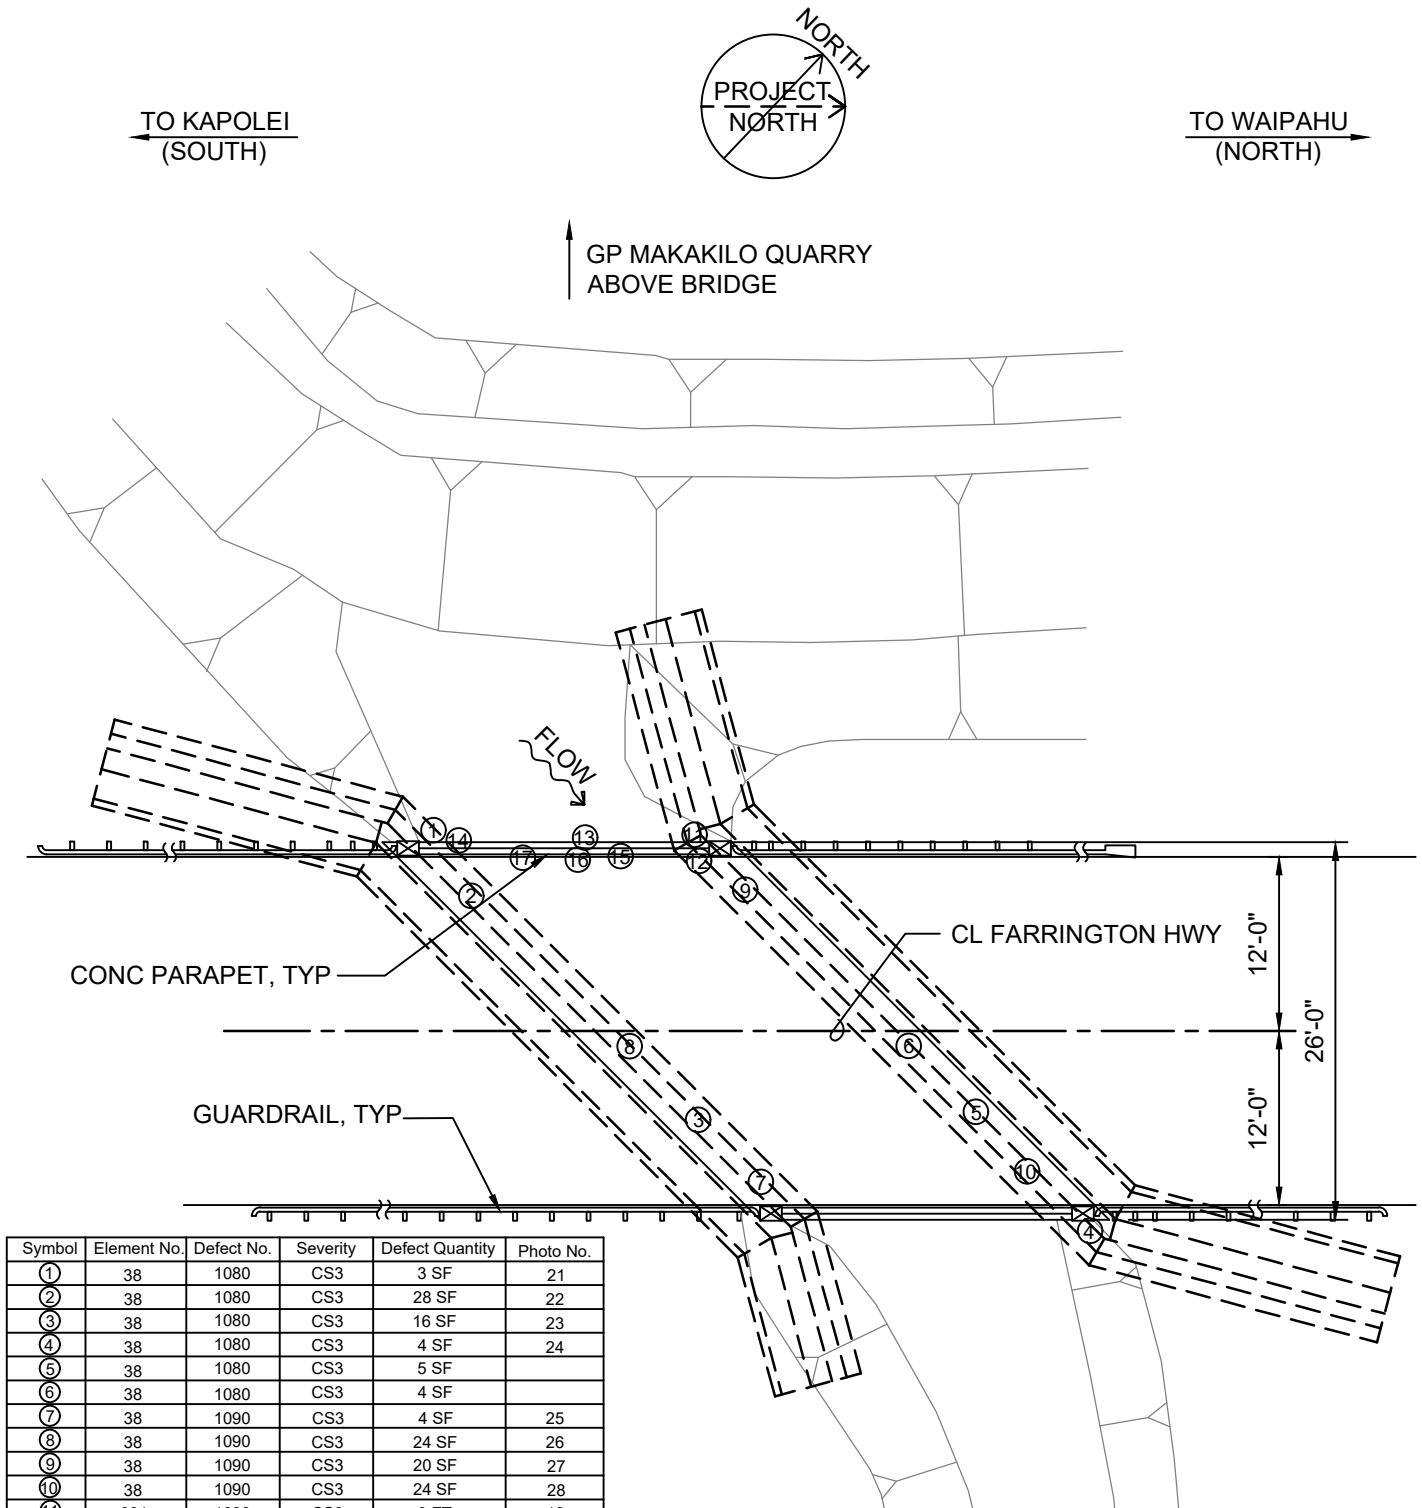 NORTH
PROJECT
NORTH
TO KAPOLEI
(SOUTH)
TO WAIPAHU
(NORTH)
GP MAKAKILO QUARRY
ABOVE BRIDGE
FLOW
1
14
13
11
17
16
15
12
2
9
CL FARRINGTON HWY
CONC PARAPET, TYP
12'-0"
26'-0"
8
6
12'-0"
GUARDRAIL, TYP
3
5
10
7
4
Symbol Element No. Defect No. Severity Defect Quantity Photo No.
1 38 1080 CS3 3 SF 21
2 38 1080 CS3 28 SF 22
3 38 1080 CS3 16 SF 23
4 38 1080 CS3 4 SF 24
5 38 1080 CS3 5 SF
6 38 1080 CS3 4 SF
7 38 1090 CS3 4 SF 25
8 38 1090 CS3 24 SF 26
9 38 1090 CS3 20 SF 27
10 38 1090 CS3 24 SF 28